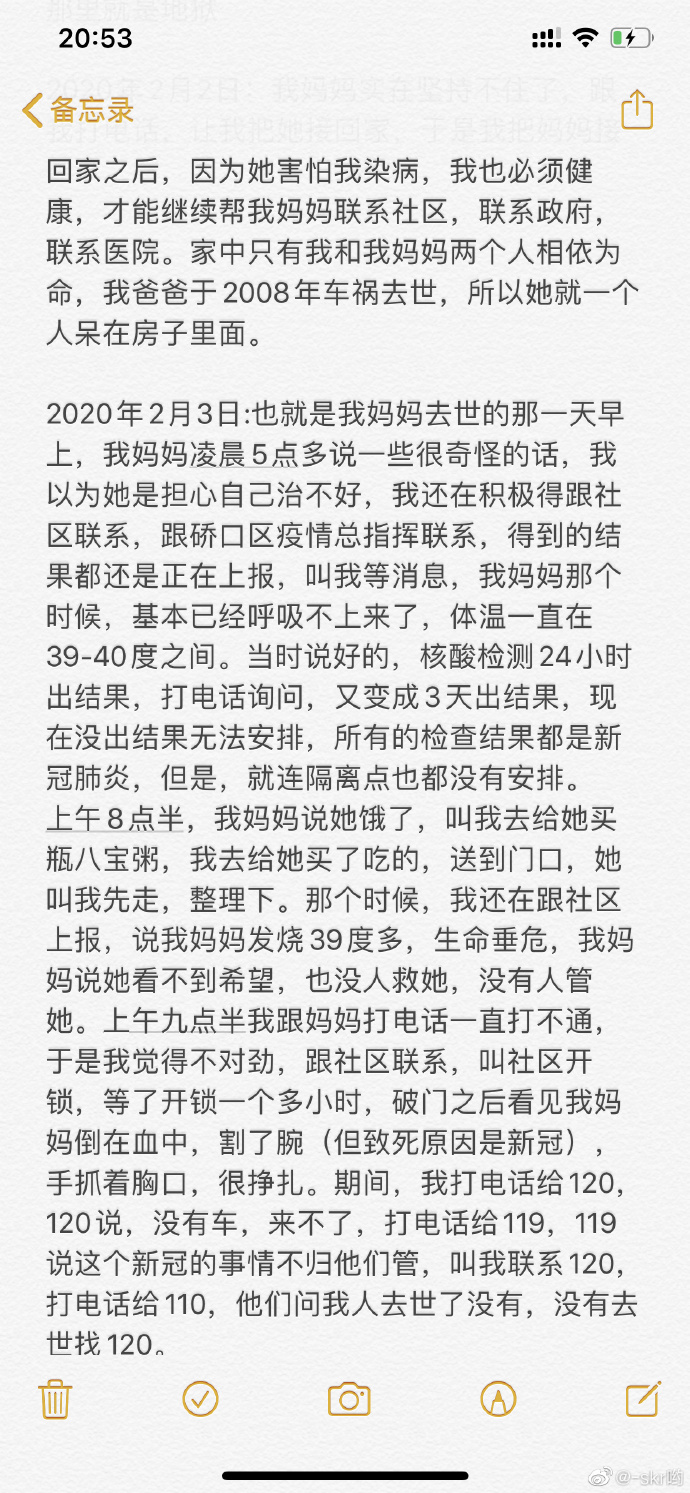 那里就是地狱
20:53
2020年2月2日：我妈妈实在坚持不住了，跟
备忘录
我打电话，让我把她接回家，于是我把妈妈接
回家之后，因为她害怕我染病，我也必须健
康，才能继续帮我妈妈联系社区，联系政府，
联系医院。家中只有我和我妈妈两个人相依为
命，我爸爸于2008年车祸去世，所以她就一个
人呆在房子里面。
2020年2月3日:也就是我妈妈去世的那一天早
上，我妈妈凌晨5点多说一些很奇怪的话，我
以为她是担心自己治不好，我还在积极得跟社
区联系，跟硚口区疫情总指挥联系，得到的结
果都还是正在上报，叫我等消息，我妈妈那个
时候，基本已经呼吸不上来了，体温一直在
39-40度之间。当时说好的，核酸检测24小时
出结果，打电话询问，又变成3天出结果，现
在没出结果无法安排，所有的检查结果都是新
冠肺炎，但是，就连隔离点也都没有安排。
上午8点半，我妈妈说她饿了，叫我去给她买
瓶八宝粥，我去给她买了吃的，送到门口，她
叫我先走，整理下。那个时候，我还在跟社区
上报，说我妈妈发烧39度多，生命垂危，我妈
妈说她看不到希望，也没人救她，没有人管
她。上午九点半我跟妈妈打电话一直打不通，
于是我觉得不对劲，跟社区联系，叫社区开
锁，等了开锁一个多小时，破门之后看见我妈
妈倒在血中，割了腕（但致死原因是新冠），
手抓着胸口，很挣扎。期间，我打电话给120，
120说，没有车，来不了，打电话给119，119
说这个新冠的事情不归他们管，叫我联系120，
打电话给110，他们问我人去世了没有，没有去
世找120。
@-skr哟